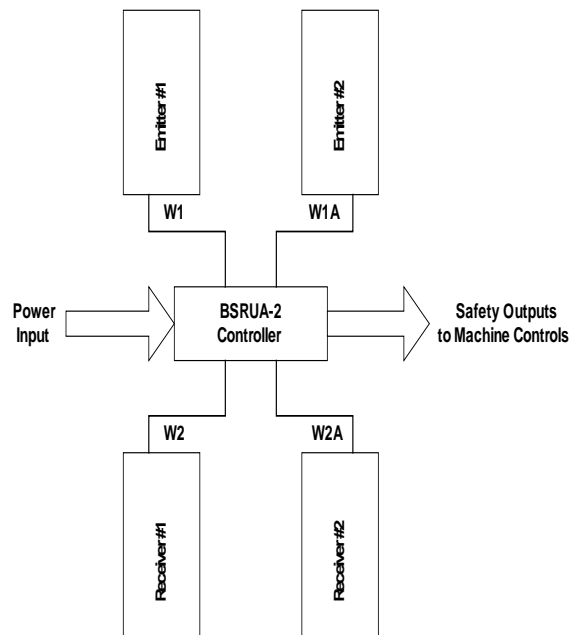 Emitter #1
Emitter #2
W1
W1A
Power
Input
BSRUA-2
Controller
Safety Outputs
to Machine Controls
W2
W2A
Receiver #1
Receiver #2